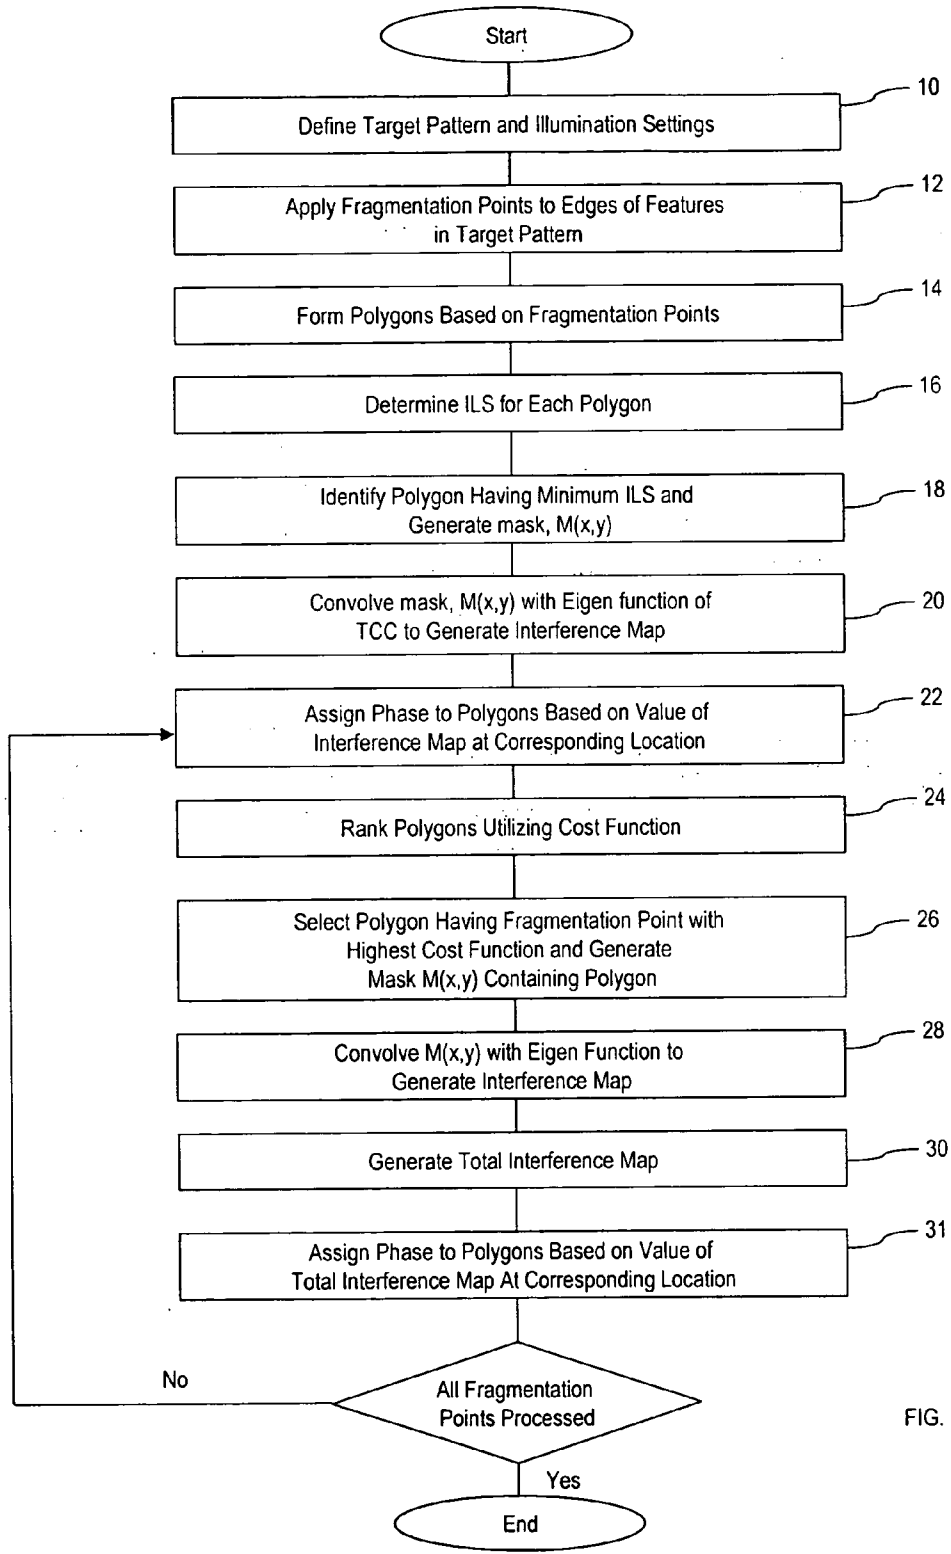 Start
10
Define Target Pattern and Illumination Settings
12
Apply Fragmentation Points to Edges of Features
in Target Pattern
14
Form Polygons Based on Fragmentation Points
16
Determine ILS for Each Polygon
18
Identify Polygon Having Minimum ILS and
Generate mask, M(x,y)
20
Convolve mask, M(x,y) with Eigen function of
TCC to Generate Interference Map
22
Assign Phase to Polygons Based on Value of
Interference Map at Corresponding Location
24
Rank Polygons Utilizing Cost Function
26
Select Polygon Having Fragmentation Point with
Highest Cost Function and Generate
Mask M(x,y) Containing Polygon
28
Convolve M(x,y) with Eigen Function to
Generate Interference Map
30
Generate Total Interference Map
31
Assign Phase to Polygons Based on Value of
Total Interference Map At Corresponding Location
No
All Fragmentation
Points Processed
FIG.
Yes
End